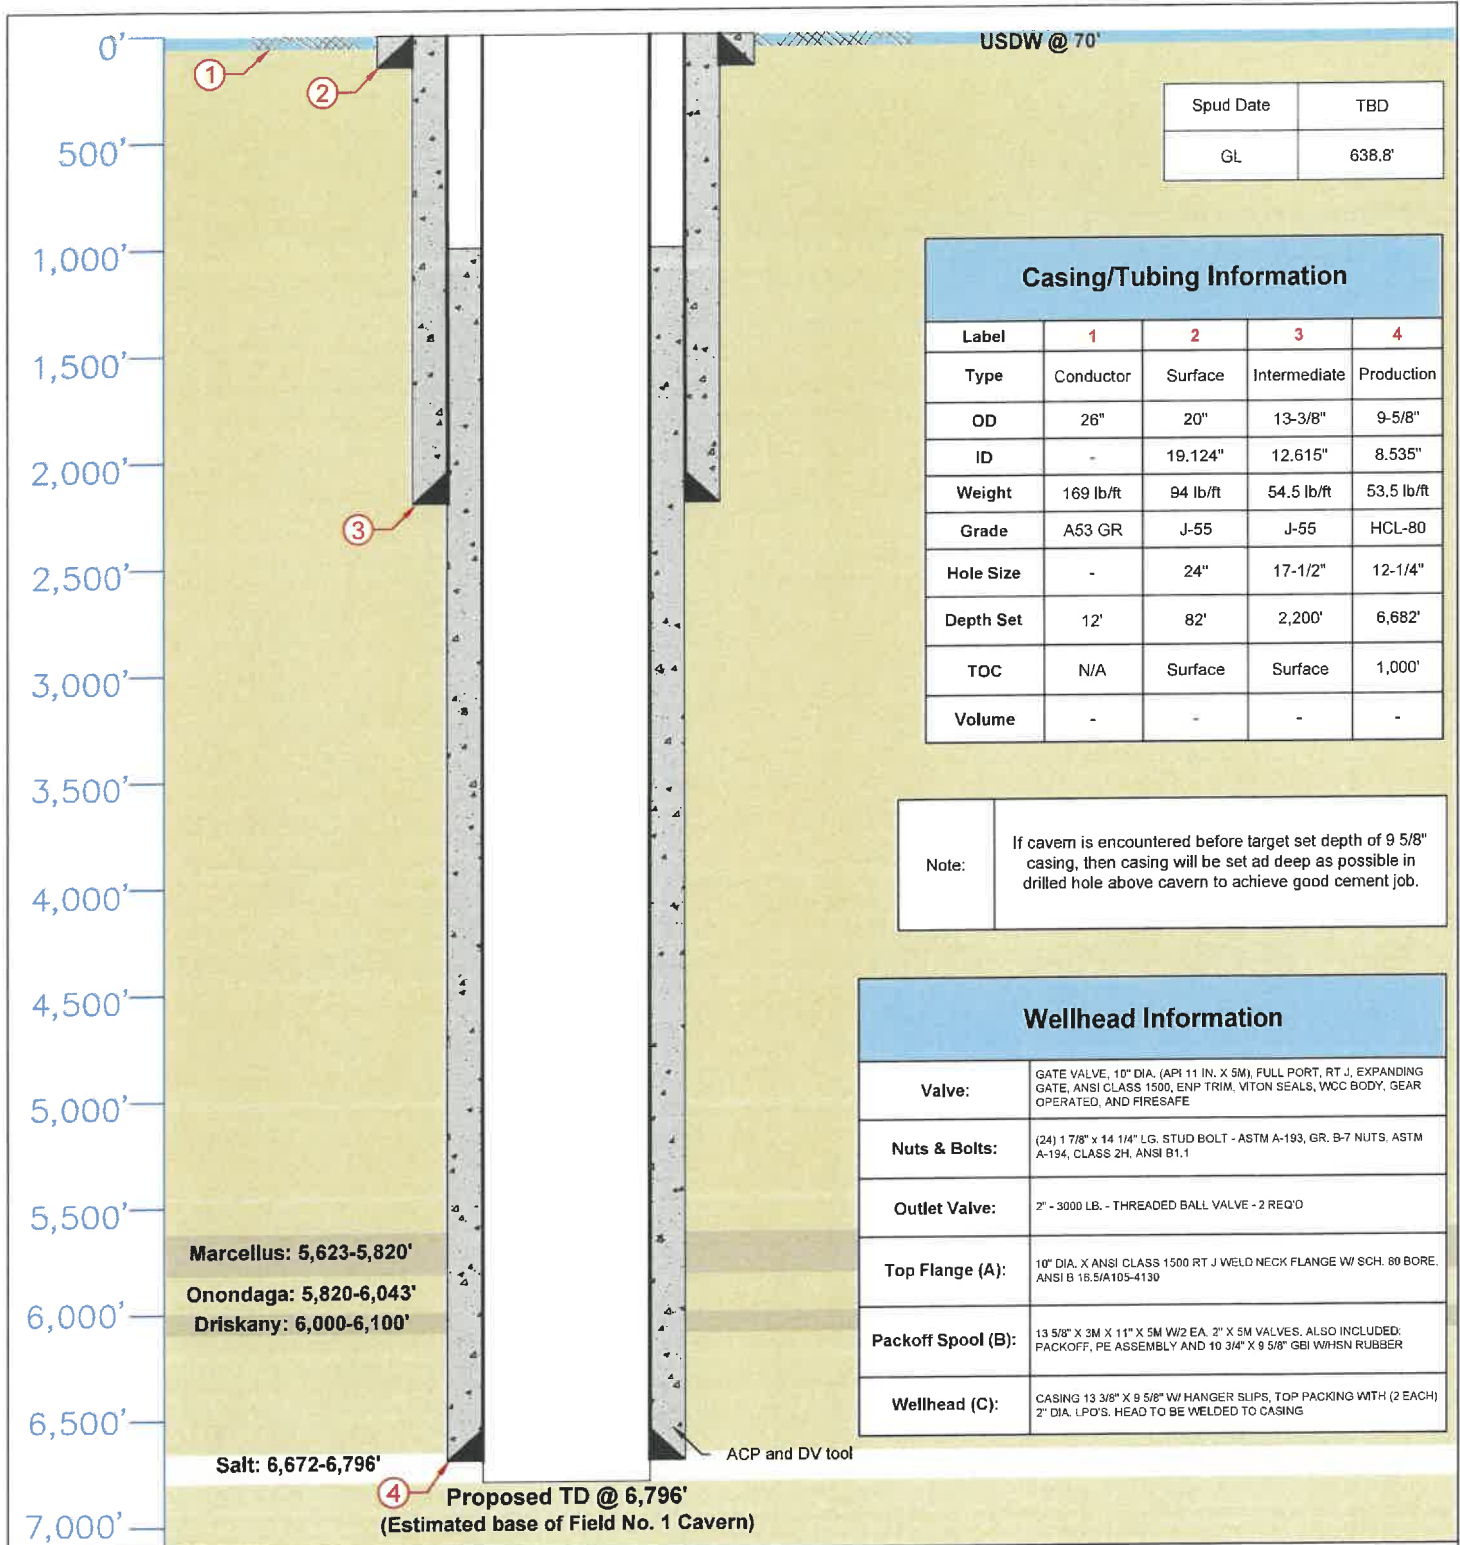 0'
500'
1,000'
1,500'
2,000'
2,500'
3,000'
3,500'
4,000'
4,500'
5,000'
5,500'
6,000'
6,500'
7,000'
1
2
3
4
USDW @ 70'
Spud Date TBD
GL 638.8'
Casing/Tubing Information
Label 1 2 3 4
Type Conductor Surface Intermediate Production
OD 26" 20" 13-3/8" 9-5/8"
ID - 19.124" 12.615" 8.535"
Weight 169 lb/ft 94 lb/ft 54.5 lb/ft 53.5 lb/ft
Grade A53 GR J-55 J-55 HCL-80
Hole Size - 24" 17-1/2" 12-1/4"
Depth Set 12' 82' 2,200' 6,682'
TOC N/A Surface Surface 1,000'
Volume - - - -
Note:
If cavern is encountered before target set depth of 9 5/8"
casing, then casing will be set ad deep as possible in
drilled hole above cavern to achieve good cement job.
Wellhead Information
Valve:
GATE VALVE, 10" DIA. (API 11 IN. X 5M), FULL PORT, RT J, EXPANDING
GATE, ANSI CLASS 1500, ENP TRIM, VITON SEALS, WCC BODY, GEAR
OPERATED, AND FIRESAFE
Nuts & Bolts:
(24) 1 7/8" x 14 1/4" LG. STUD BOLT - ASTM A-193, GR. B-7 NUTS, ASTM
A-194, CLASS 2H, ANSI B1.1
Outlet Valve:
2" - 3000 LB. - THREADED BALL VALVE - 2 REQ'D
Top Flange (A):
10" DIA. X ANSI CLASS 1500 RT J WELD NECK FLANGE W/ SCH. 80 BORE.
ANSI B 16.5/A105-4130
Packoff Spool (B):
13 5/8" X 3M X 11" X 5M W/2 EA. 2" X 5M VALVES. ALSO INCLUDED:
PACKOFF, PE ASSEMBLY AND 10 3/4" X 9 5/8" GBI W/HSN RUBBER
Wellhead (C):
CASING 13 3/8" X 9 5/8" W/ HANGER SLIPS, TOP PACKING WITH (2 EACH)
2" DIA. LPO'S. HEAD TO BE WELDED TO CASING
Marcellus: 5,623-5,820'
Onondaga: 5,820-6,043'
Driskany: 6,000-6,100'
Salt: 6,672-6,796'
ACP and DV tool
Proposed TD @ 6,796'
(Estimated base of Field No. 1 Cavern)